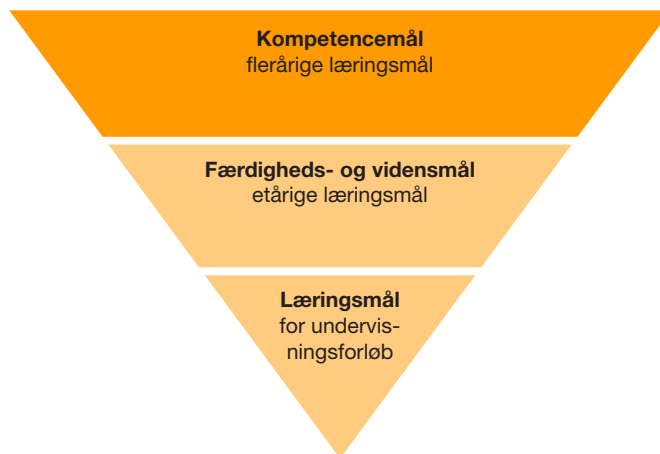 Kompetencemål
flerårige læringsmål
Færdigheds- og vidensmål
etårige læringsmål
Læringsmål
for undervis-
ningsforløb